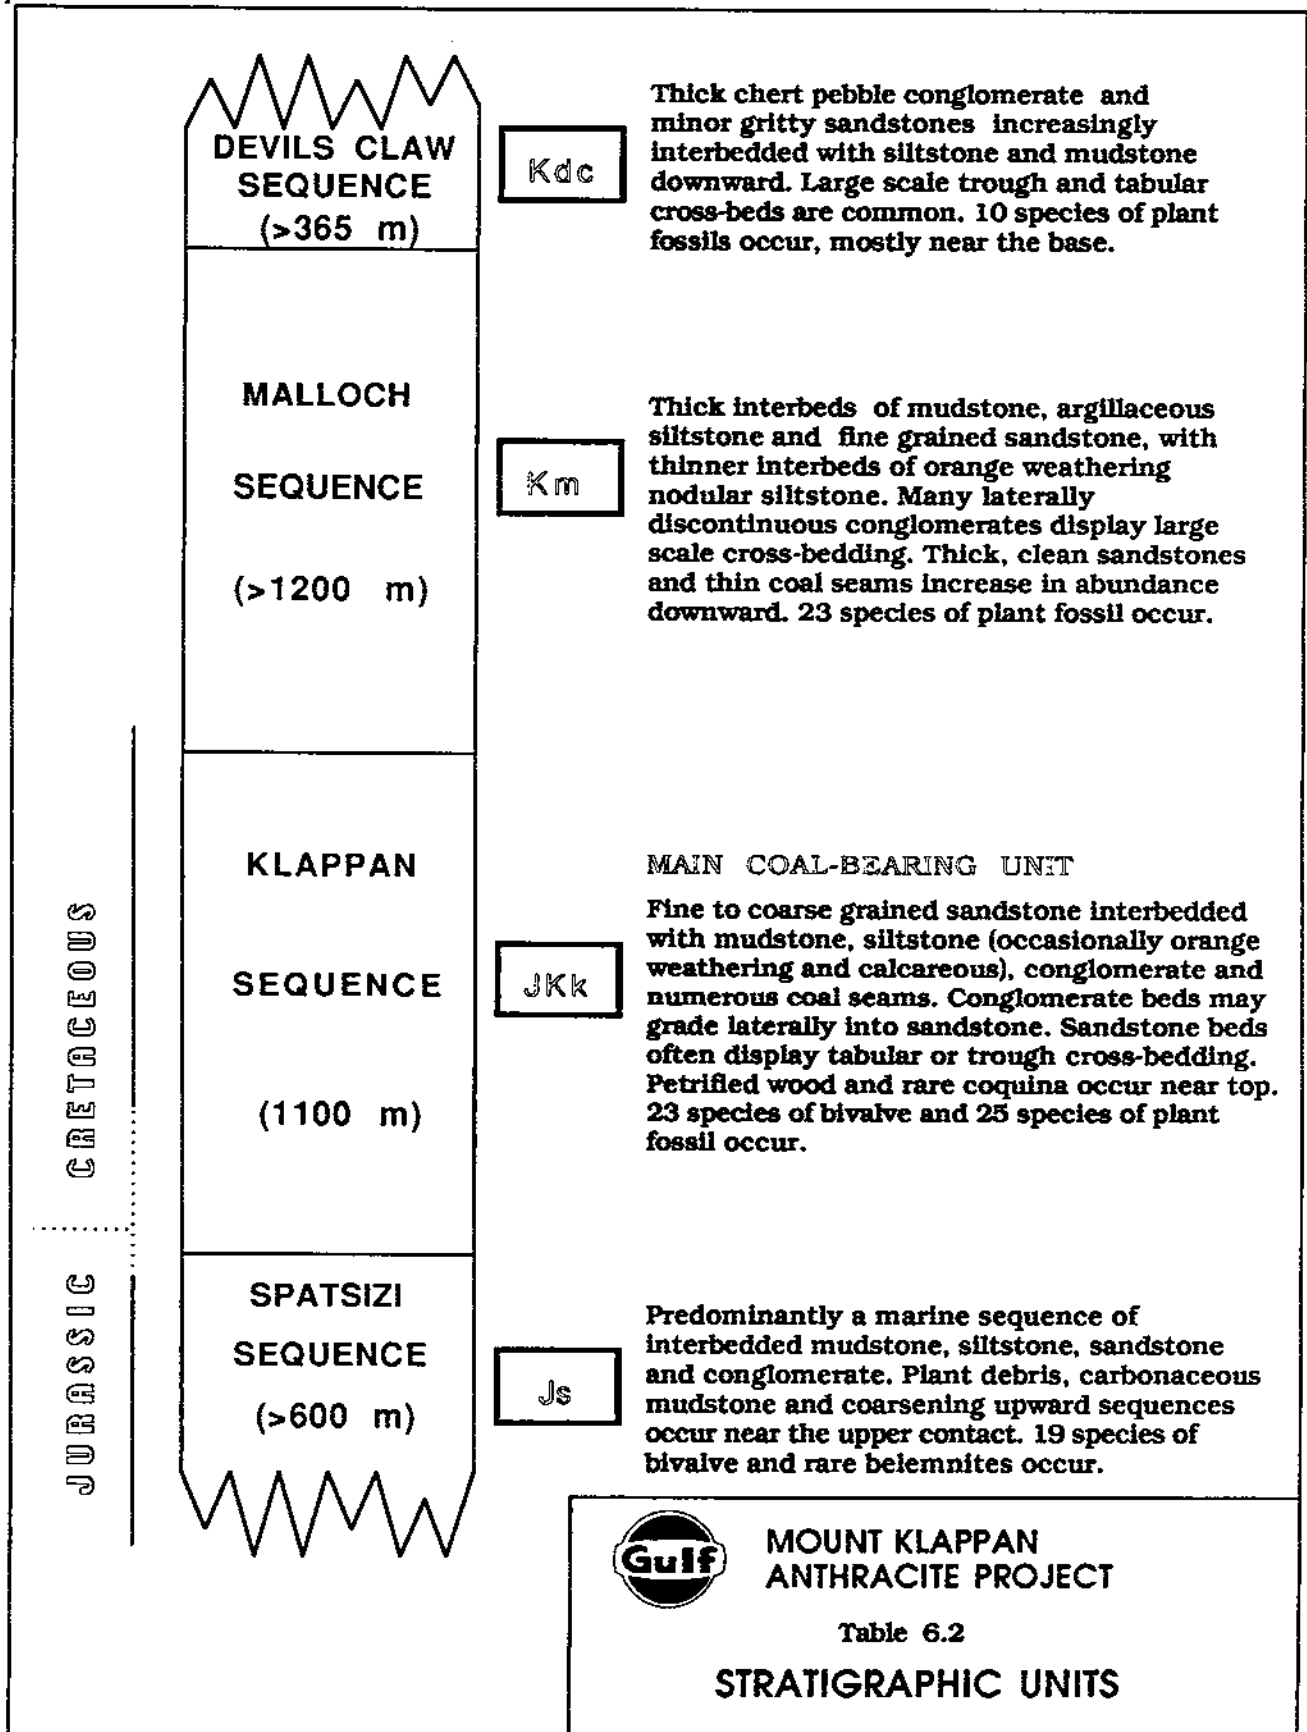 DEVILS CLAW
SEQUENCE
(>365 m)
Kdc
Thick chert pebble conglomerate and
minor gritty sandstones increasingly
interbedded with siltstone and mudstone
downward. Large scale trough and tabular
cross-beds are common. 10 species of plant
fossils occur, mostly near the base.
MALLOCH
SEQUENCE
(>1200 m)
Km
Thick interbeds of mudstone, argillaceous
siltstone and fine grained sandstone, with
thinner interbeds of orange weathering
nodular siltstone. Many laterally
discontinuous conglomerates display large
scale cross-bedding. Thick, clean sandstones
and thin coal seams increase in abundance
downward. 23 species of plant fossil occur.
CRETACEOUS
KLAPPAN
SEQUENCE
(1100 m)
JKk
MAIN COAL-BEARING UNIT
Fine to coarse grained sandstone interbedded
with mudstone, siltstone (occasionally orange
weathering and calcareous), conglomerate and
numerous coal seams. Conglomerate beds may
grade laterally into sandstone. Sandstone beds
often display tabular or trough cross-bedding.
Petrified wood and rare coquina occur near top.
23 species of bivalve and 25 species of plant
fossil occur.
JURASSIC
SPATSIZI
SEQUENCE
(>600 m)
Js
Predominantly a marine sequence of
interbedded mudstone, siltstone, sandstone
and conglomerate. Plant debris, carbonaceous
mudstone and coarsening upward sequences
occur near the upper contact. 19 species of
bivalve and rare belemnites occur.
Gulf
MOUNT KLAPPAN
ANTHRACITE PROJECT
Table 6.2
STRATIGRAPHIC UNITS